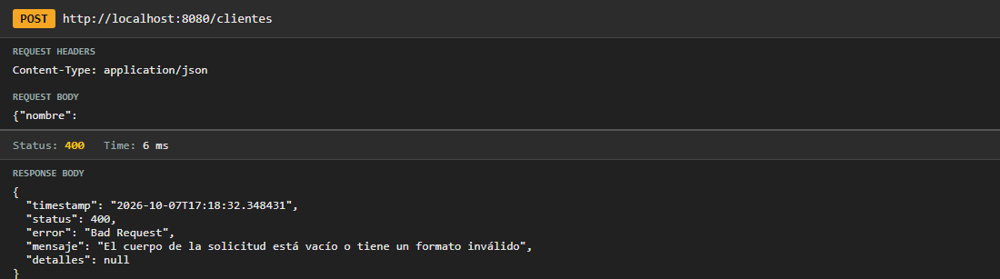 POST http://localhost:8080/clientes
REQUEST HEADERS
Content-Type: application/json
REQUEST BODY
{"nombre":
Status: 400 Time: 6 ms
RESPONSE BODY
{
  "timestamp": "2026-10-07T17:18:32.348431",
  "status": 400,
  "error": "Bad Request",
  "mensaje": "El cuerpo de la solicitud está vacío o tiene un formato inválido",
  "detalles": null
}